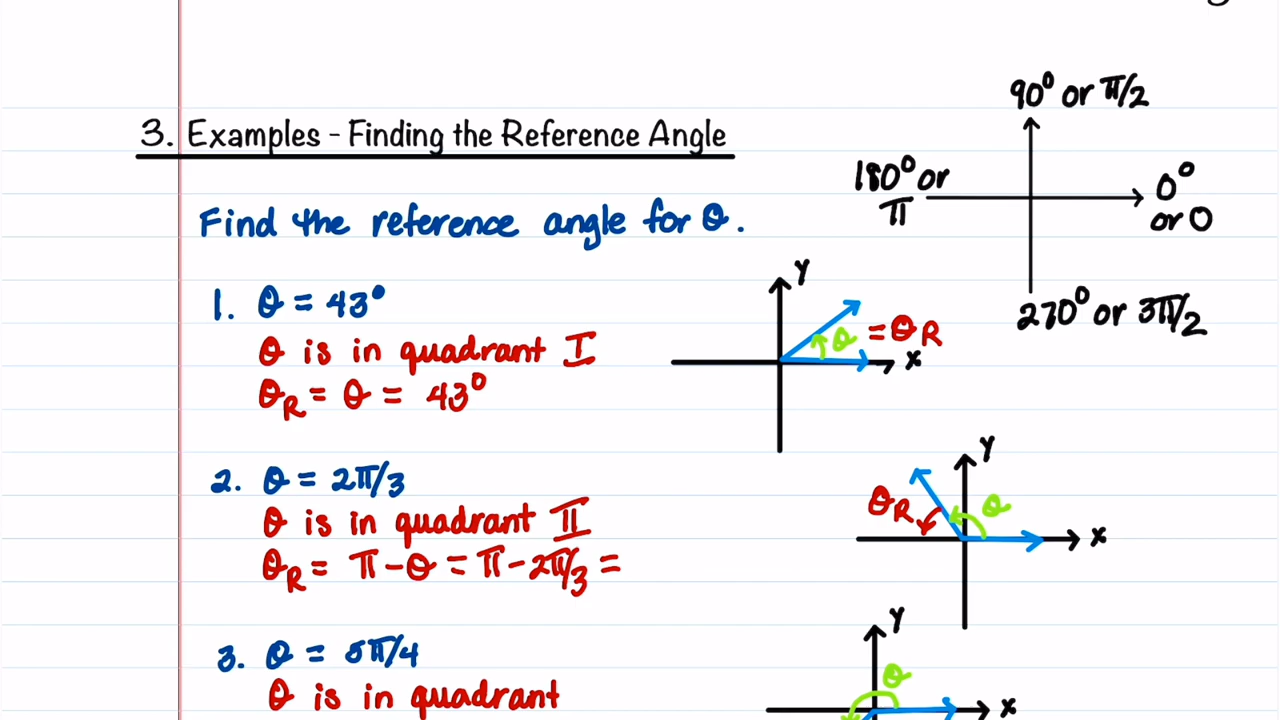 3. Examples - Finding the Reference Angle
90° or π/2
180° or
π
0°
or 0
270° or 3π/2
Find the reference angle for θ.
1. θ = 43°
θ is in quadrant I
θR = θ = 43°
y
θ = θR
x
2. θ = 2π/3
θ is in quadrant II
θR = π - θ = π - 2π/3 =
y
θR
θ
x
3. θ = 5π/4
θ is in quadrant
y
θ
x